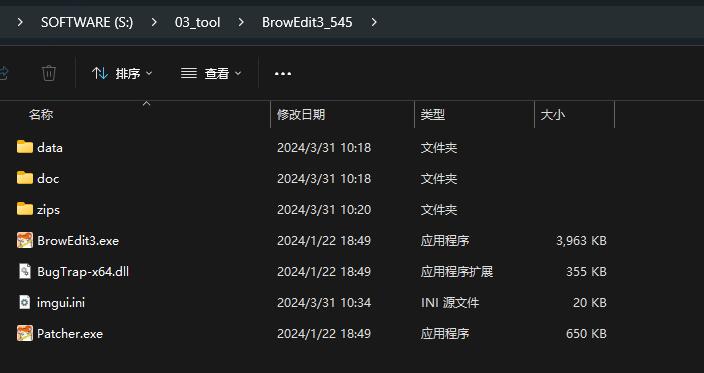 SOFTWARE (S:) > 03_tool > BrowEdit3_545 >
排序 查看 •••
名称 修改日期 类型 大小
data 2024/3/31 10:18 文件夹
doc 2024/3/31 10:18 文件夹
zips 2024/3/31 10:20 文件夹
BrowEdit3.exe 2024/1/22 18:49 应用程序 3,963 KB
BugTrap-x64.dll 2024/1/22 18:49 应用程序扩展 355 KB
imgui.ini 2024/3/31 10:34 INI 源文件 20 KB
Patcher.exe 2024/1/22 18:49 应用程序 650 KB